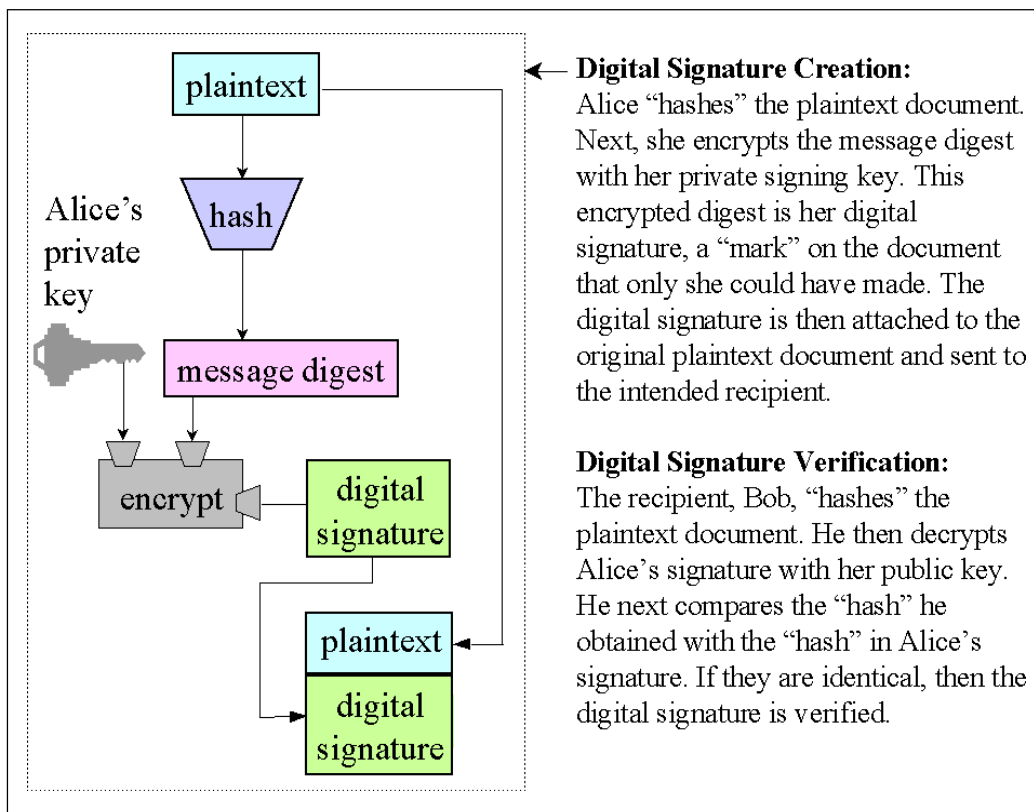 plaintext
hash
Alice’s
private
key
message digest
encrypt
digital
signature
plaintext
digital
signature
Digital Signature Creation:
Alice “hashes” the plaintext document.
Next, she encrypts the message digest
with her private signing key. This
encrypted digest is her digital
signature, a “mark” on the document
that only she could have made. The
digital signature is then attached to the
original plaintext document and sent to
the intended recipient.
Digital Signature Verification:
The recipient, Bob, “hashes” the
plaintext document. He then decrypts
Alice’s signature with her public key.
He next compares the “hash” he
obtained with the “hash” in Alice’s
signature. If they are identical, then the
digital signature is verified.